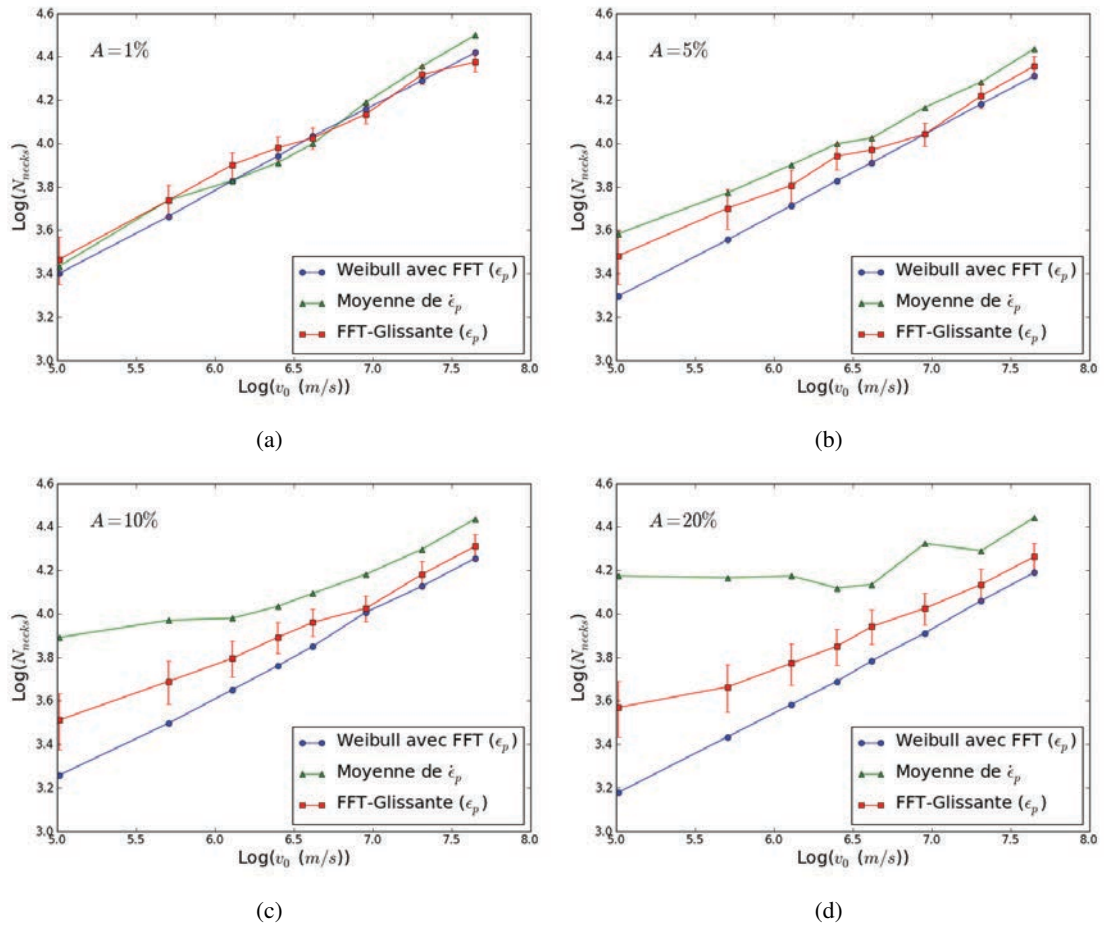 4.6
4.4
4.2
4.0
3.8
3.6
3.4
3.2
3.0
Log(N_necks)
A = 1%
Weibull avec FFT (ϵ_p)
Moyenne de ϵ̇_p
FFT-Glissante (ϵ_p)
5.0 5.5 6.0 6.5 7.0 7.5 8.0
Log(v_0 (m/s))
(a)
4.6
4.4
4.2
4.0
3.8
3.6
3.4
3.2
3.0
Log(N_necks)
A = 5%
Weibull avec FFT (ϵ_p)
Moyenne de ϵ̇_p
FFT-Glissante (ϵ_p)
5.0 5.5 6.0 6.5 7.0 7.5 8.0
Log(v_0 (m/s))
(b)
4.6
4.4
4.2
4.0
3.8
3.6
3.4
3.2
3.0
Log(N_necks)
A = 10%
Weibull avec FFT (ϵ_p)
Moyenne de ϵ̇_p
FFT-Glissante (ϵ_p)
5.0 5.5 6.0 6.5 7.0 7.5 8.0
Log(v_0 (m/s))
(c)
4.6
4.4
4.2
4.0
3.8
3.6
3.4
3.2
3.0
Log(N_necks)
A = 20%
Weibull avec FFT (ϵ_p)
Moyenne de ϵ̇_p
FFT-Glissante (ϵ_p)
5.0 5.5 6.0 6.5 7.0 7.5 8.0
Log(v_0 (m/s))
(d)